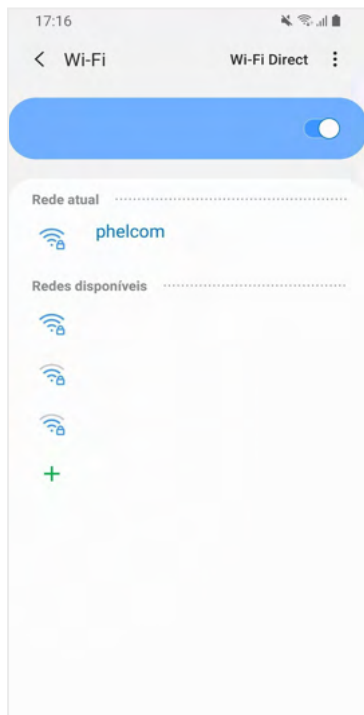 17:16
Wi-Fi
Wi-Fi Direct
Rede atual
phelcom
Redes disponíveis